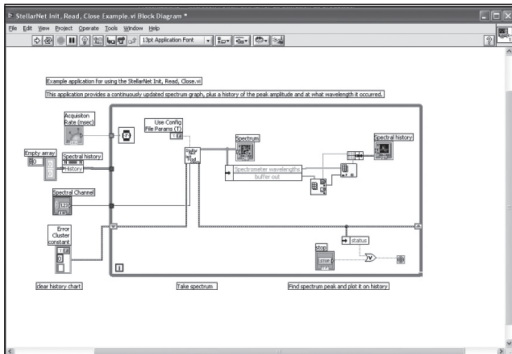 StellarNet Init, Read, Close Example.vi Block Diagram *
File Edit View Project Operate Tools Window Help
13pt Application Font
Example application for using the StellarNet Init, Read, Close.vi
This application provides a continuously updated spectrum graph, plus a history of the peak amplitude and at what wavelength it occurred.
Acquisiton
Rate (msec)
Use Config
File Params (T)
Spectrum
Spectral history
Empty array
Spectral history
History
Spectrometer wavelengths
buffer out
Spectral Channel
Error
Cluster
constant
status
stop
i
clear history chart
Take spectrum
Find spectrum peak and plot it on history